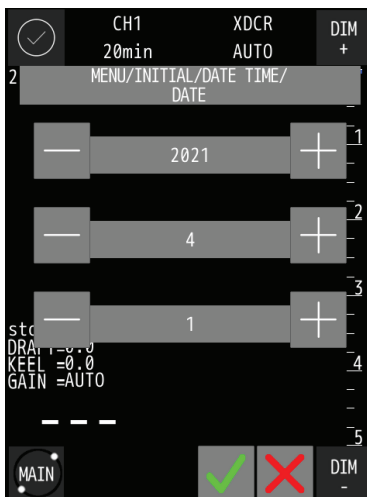 CH1 XDCR DIM
20min AUTO +
2 MENU/INITIAL/DATE TIME/
DATE
1
2021
2
4
3
1
DRAFT=0.0
KEEL =0.0
4
GAIN =AUTO
5
MAIN DIM
-